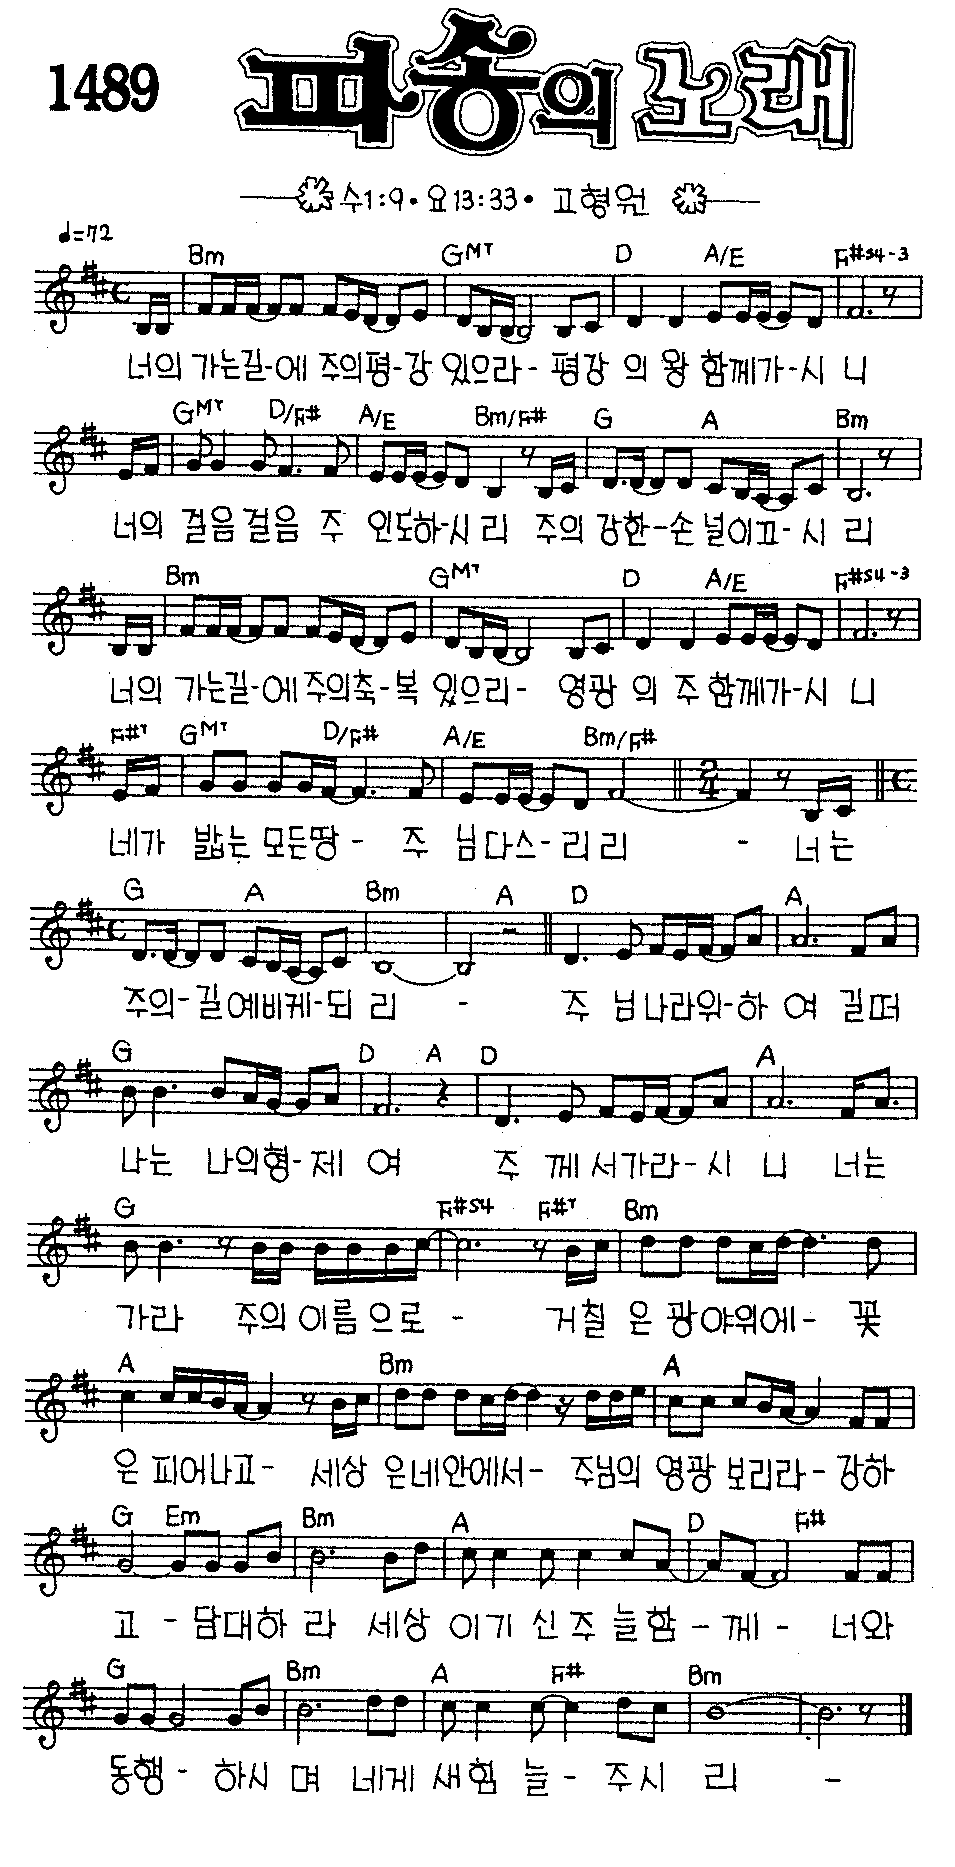 1489 파송의 노래
수1:9 · 요13:33 · 고형원
♩=72
Bm GM7 D A/E F#s4-3
너의 가는길-에 주의평-강 있으라- 평강 의 왕 함께가-시 니
GM7 D/F# A/E Bm/F# G A Bm
너의 걸음걸음 주 인도하-시 리 주의 강한-손 널이끄-시 리
Bm GM7 D A/E F#s4-3
너의 가는길-에 주의축-복 있으리- 영광 의 주 함께가-시 니
F#7 GM7 D/F# A/E Bm/F#
네가 밟는 모든땅- 주 님다스-리리 - 너는
G A Bm A D A
주의-길예비케-되 리 - 주 님나라위-하 여 길떠
G D A D A
나는 나의형-제 여 주 께서가라-시 니 너는
G F#s4 F#7 Bm
가라 주의이름으로- 거칠 은 광야위에- 꽃
A Bm A
은 피어나고- 세상 은네안에서- 주님의 영광 보리라-강하
G Em Bm A D F#
고 - 담대하 라 세상 이기 신 주 늘함-께- 너와
G Bm A F# Bm
동행- 하시 며 네게 새힘 늘- 주시 리 -